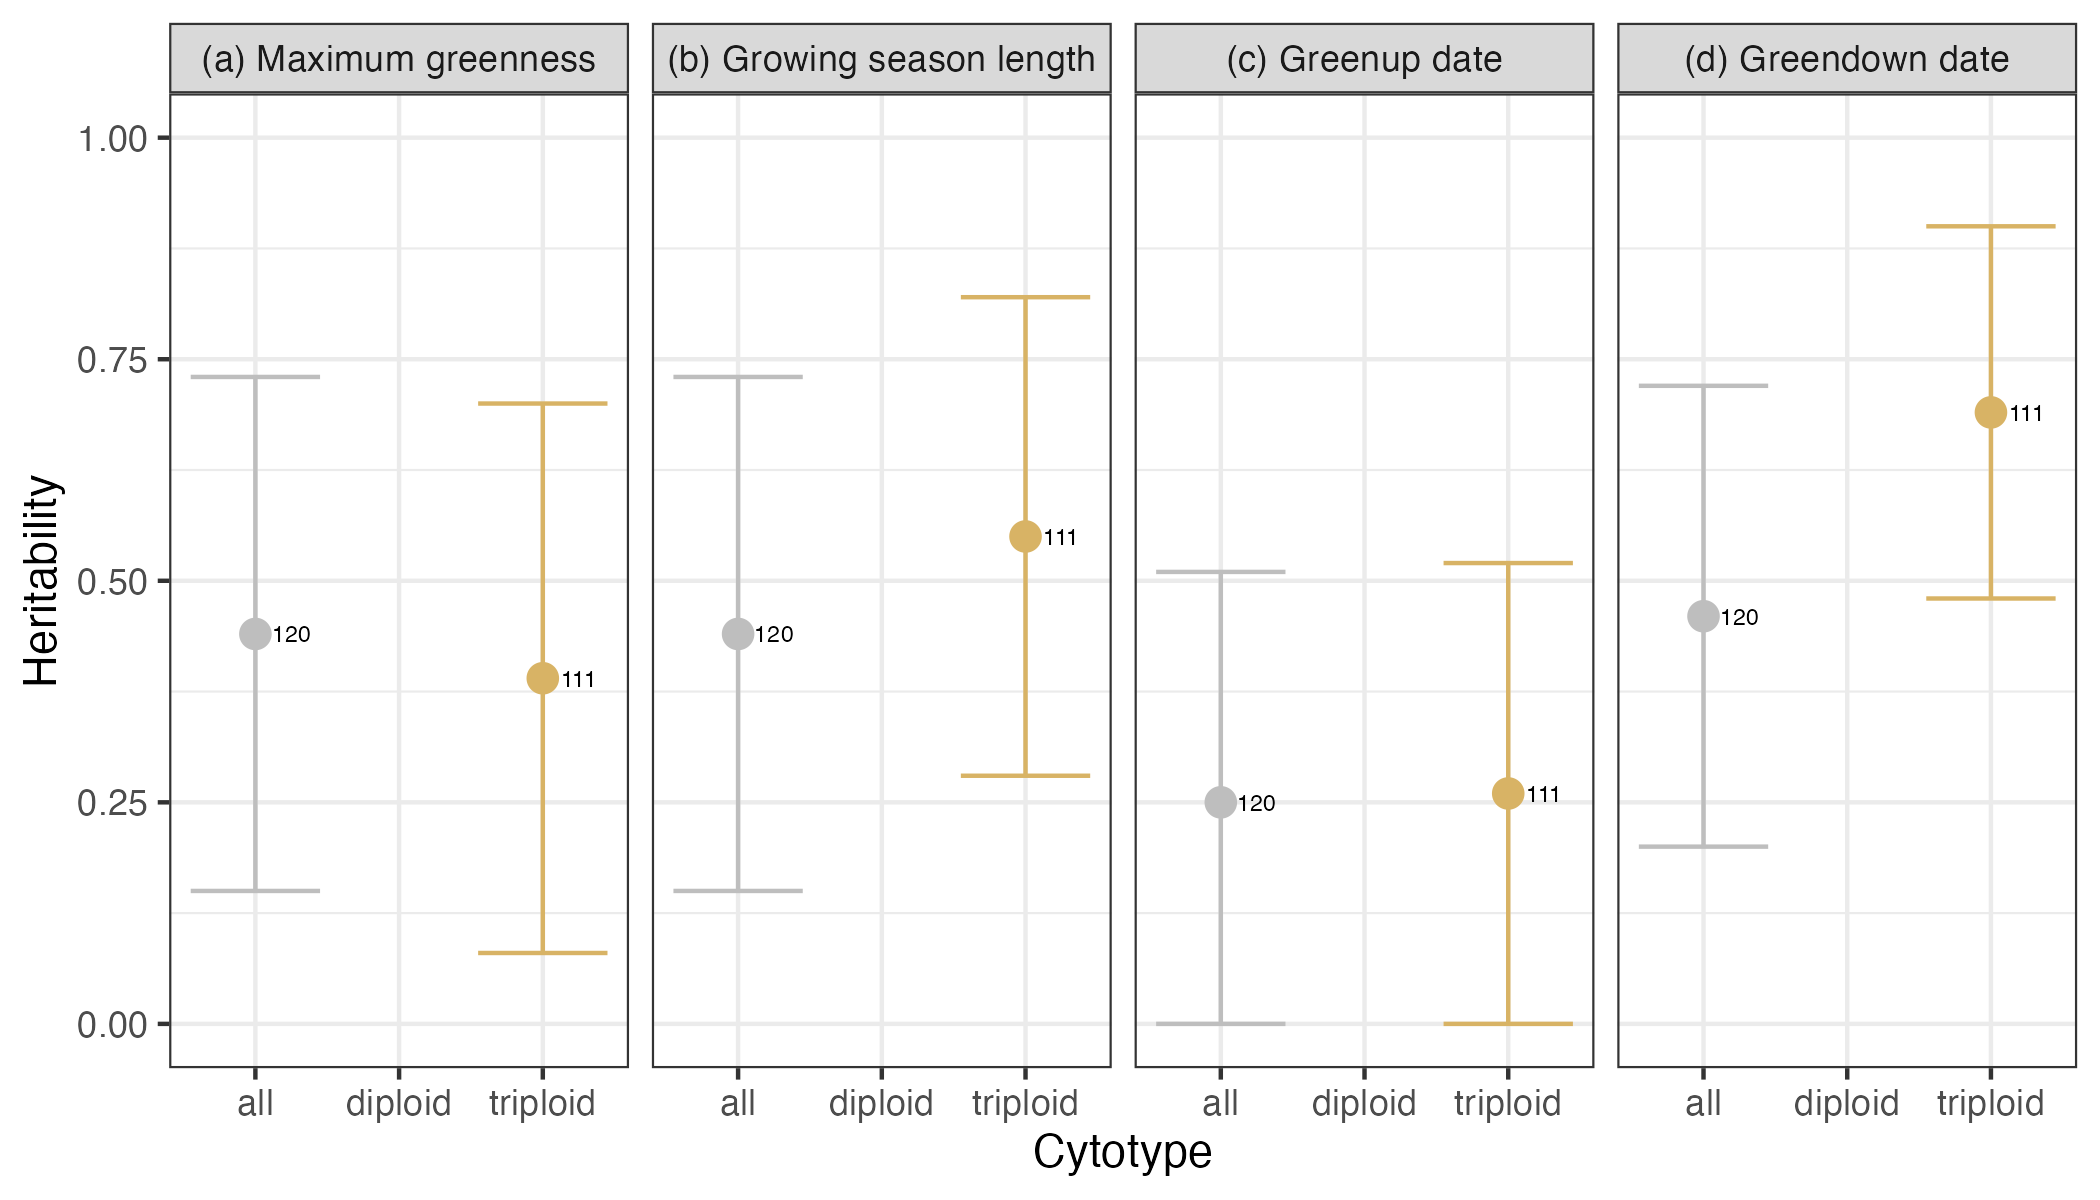 (a) Maximum greenness
(b) Growing season length
(c) Greenup date
(d) Greendown date
Heritability
1.00
0.75
0.50
0.25
0.00
120
111
120
111
120
111
120
111
all diploid triploid
all diploid triploid
all diploid triploid
all diploid triploid
Cytotype